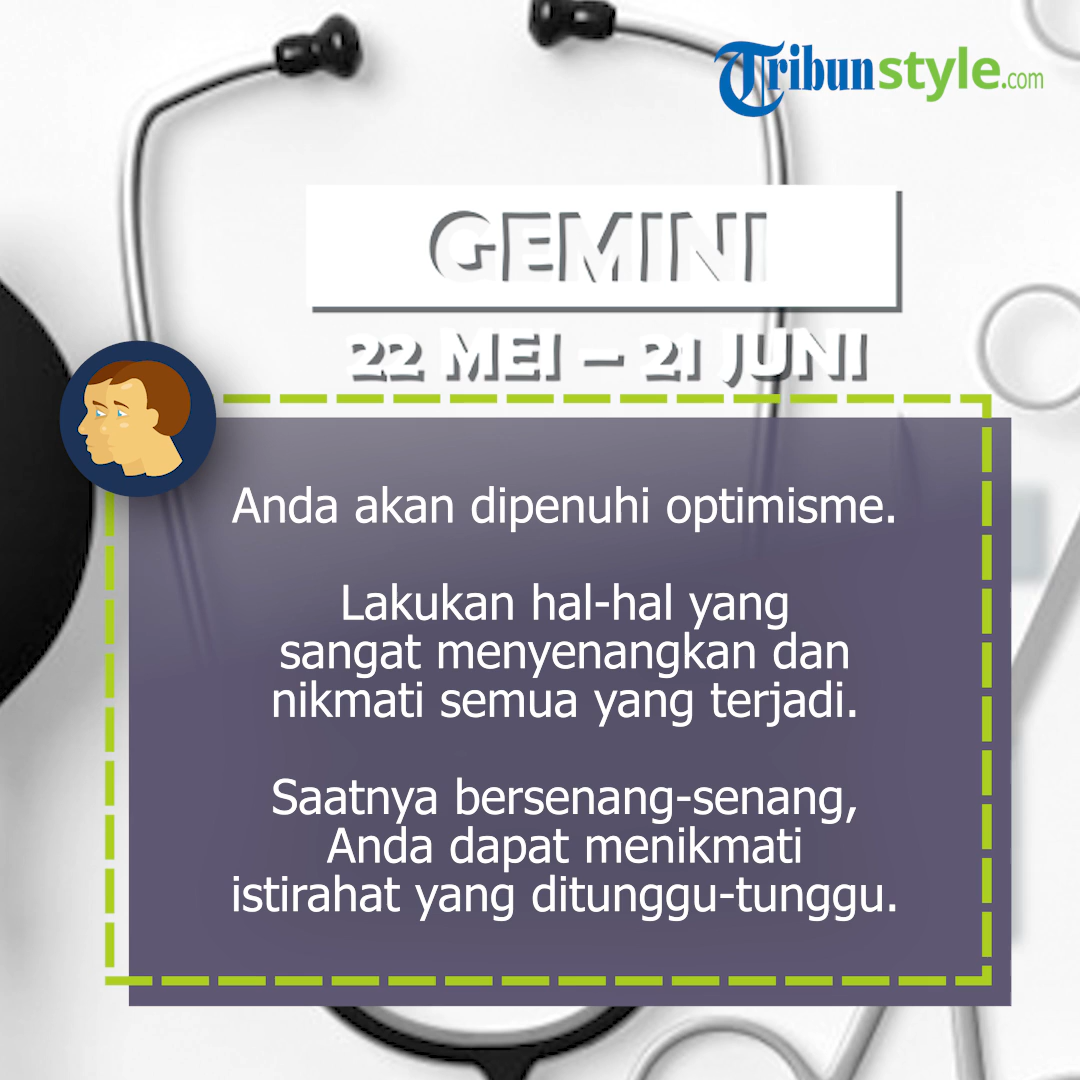 Tribunstyle.com
GEMINI
22 MEI – 21 JUNI
Anda akan dipenuhi optimisme.
Lakukan hal-hal yang
sangat menyenangkan dan
nikmati semua yang terjadi.
Saatnya bersenang-senang,
Anda dapat menikmati
istirahat yang ditunggu-tunggu.